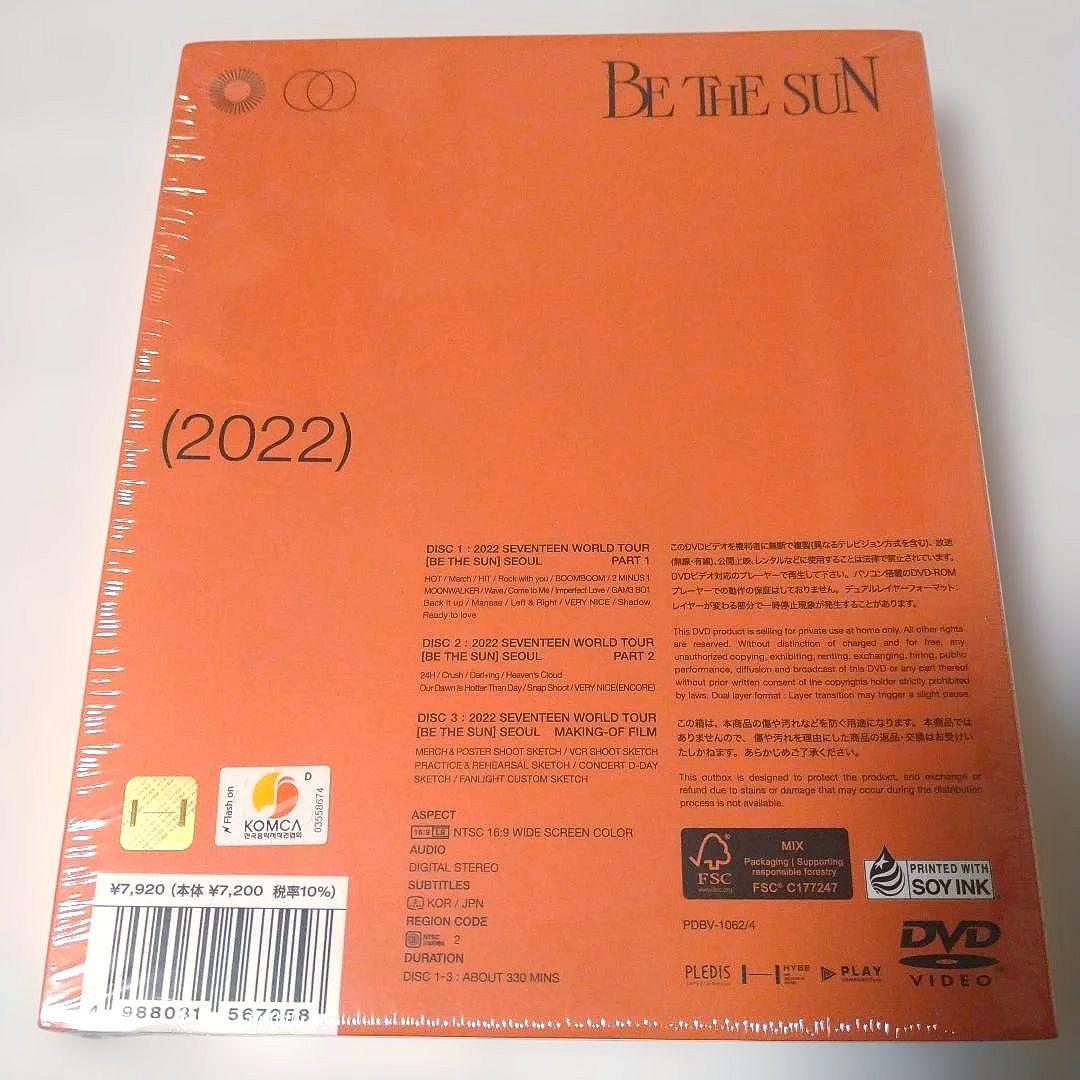 BE THE SUN
(2022)
DISC 1 : 2022 SEVENTEEN WORLD TOUR
[BE THE SUN] SEOUL PART 1
HOT / March / HIT / Rock with you / BOOMBOOM / 2 MINUS 1
MOONWALKER / Wave / Come to Me / Imperfect Love / GAM3 BO1
Back it up / Mansae / Left & Right / VERY NICE / Shadow
Ready to love
DISC 2 : 2022 SEVENTEEN WORLD TOUR
[BE THE SUN] SEOUL PART 2
24H / Crush / Darl+ing / Heaven's Cloud
Our Dawn is Hotter Than Day / Snap Shoot / VERY NICE(ENCORE)
DISC 3 : 2022 SEVENTEEN WORLD TOUR
[BE THE SUN] SEOUL MAKING-OF FILM
MERCH & POSTER SHOOT SKETCH / VCR SHOOT SKETCH
PRACTICE & REHEARSAL SKETCH / CONCERT D-DAY
SKETCH / FANLIGHT CUSTOM SKETCH
ASPECT
16:9 LB NTSC 16:9 WIDE SCREEN COLOR
AUDIO
DIGITAL STEREO
SUBTITLES
KOR / JPN
REGION CODE
NTSC 2
DURATION
DISC 1-3 : ABOUT 330 MINS
このDVDビデオを権利者に無断で複製(異なるテレビジョン方式を含む)、放送
(無線・有線)、公開上映、レンタルなどに使用することは法律で禁止されています。
DVDビデオ対応のプレーヤーで再生して下さい。パソコン搭載のDVD-ROM
プレーヤーでの動作の保証はしておりません。デュアルレイヤーフォーマット:
レイヤーが変わる部分で一時停止現象が発生することがあります。
This DVD product is selling for private use at home only. All other rights
are reserved. Without distinction of charged and for free, any
unauthorized copying, exhibiting, renting, exchanging, hiring, public
performance, diffusion and broadcast of this DVD or any part thereof
without prior written consent of the copyrights holder strictly prohibited
by laws. Dual layer format : Layer transition may trigger a slight pause.
この箱は、本商品の傷や汚れなどを防ぐ用途になります。本商品では
ありませんので、傷や汚れを理由にした商品の返品・交換はお受けい
たしかねます。あらかじめご了承ください。
This outbox is designed to protect the product, and exchange or
refund due to stains or damage that may occur during the distribution
process is not available.
FSC
www.fsc.org
MIX
Packaging | Supporting
responsible forestry
FSC® C177247
PRINTED WITH
SOY INK
PDBV-1062/4
PLEDIS
HYBE
PLAY
DVD
VIDEO
Flash on
KOMCA
한국음악저작권협회
D
03558674
¥7,920 (本体 ¥7,200 税率10%)
4 988031 567258